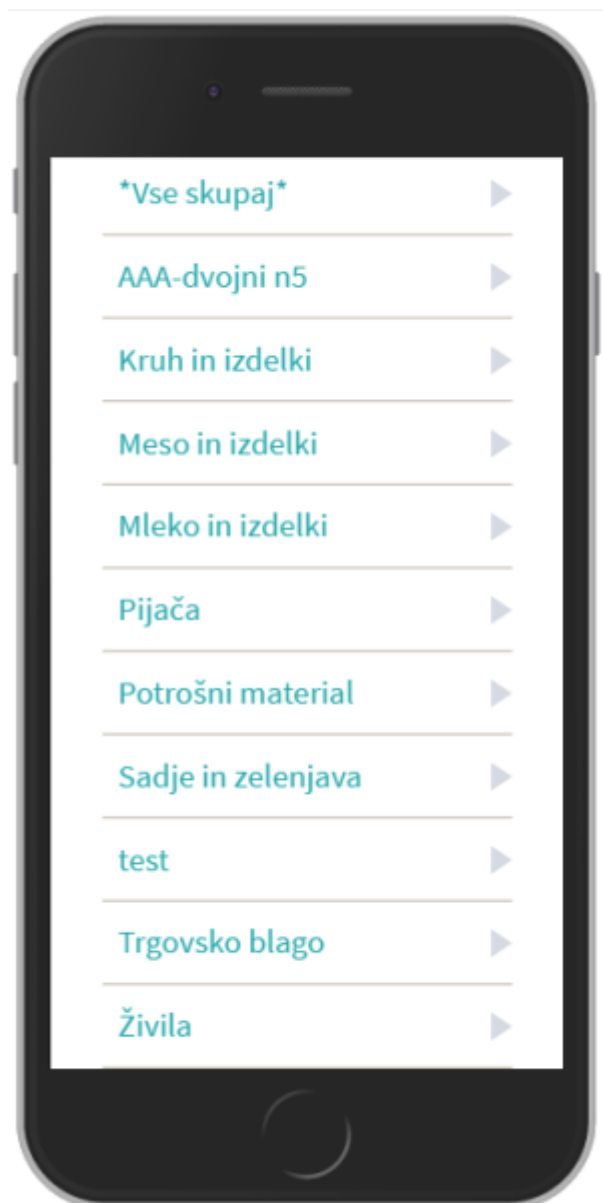 *Vse skupaj*
AAA-dvojni n5
Kruh in izdelki
Meso in izdelki
Mleko in izdelki
Pijača
Potrošni material
Sadje in zelenjava
test
Trgovsko blago
Živila